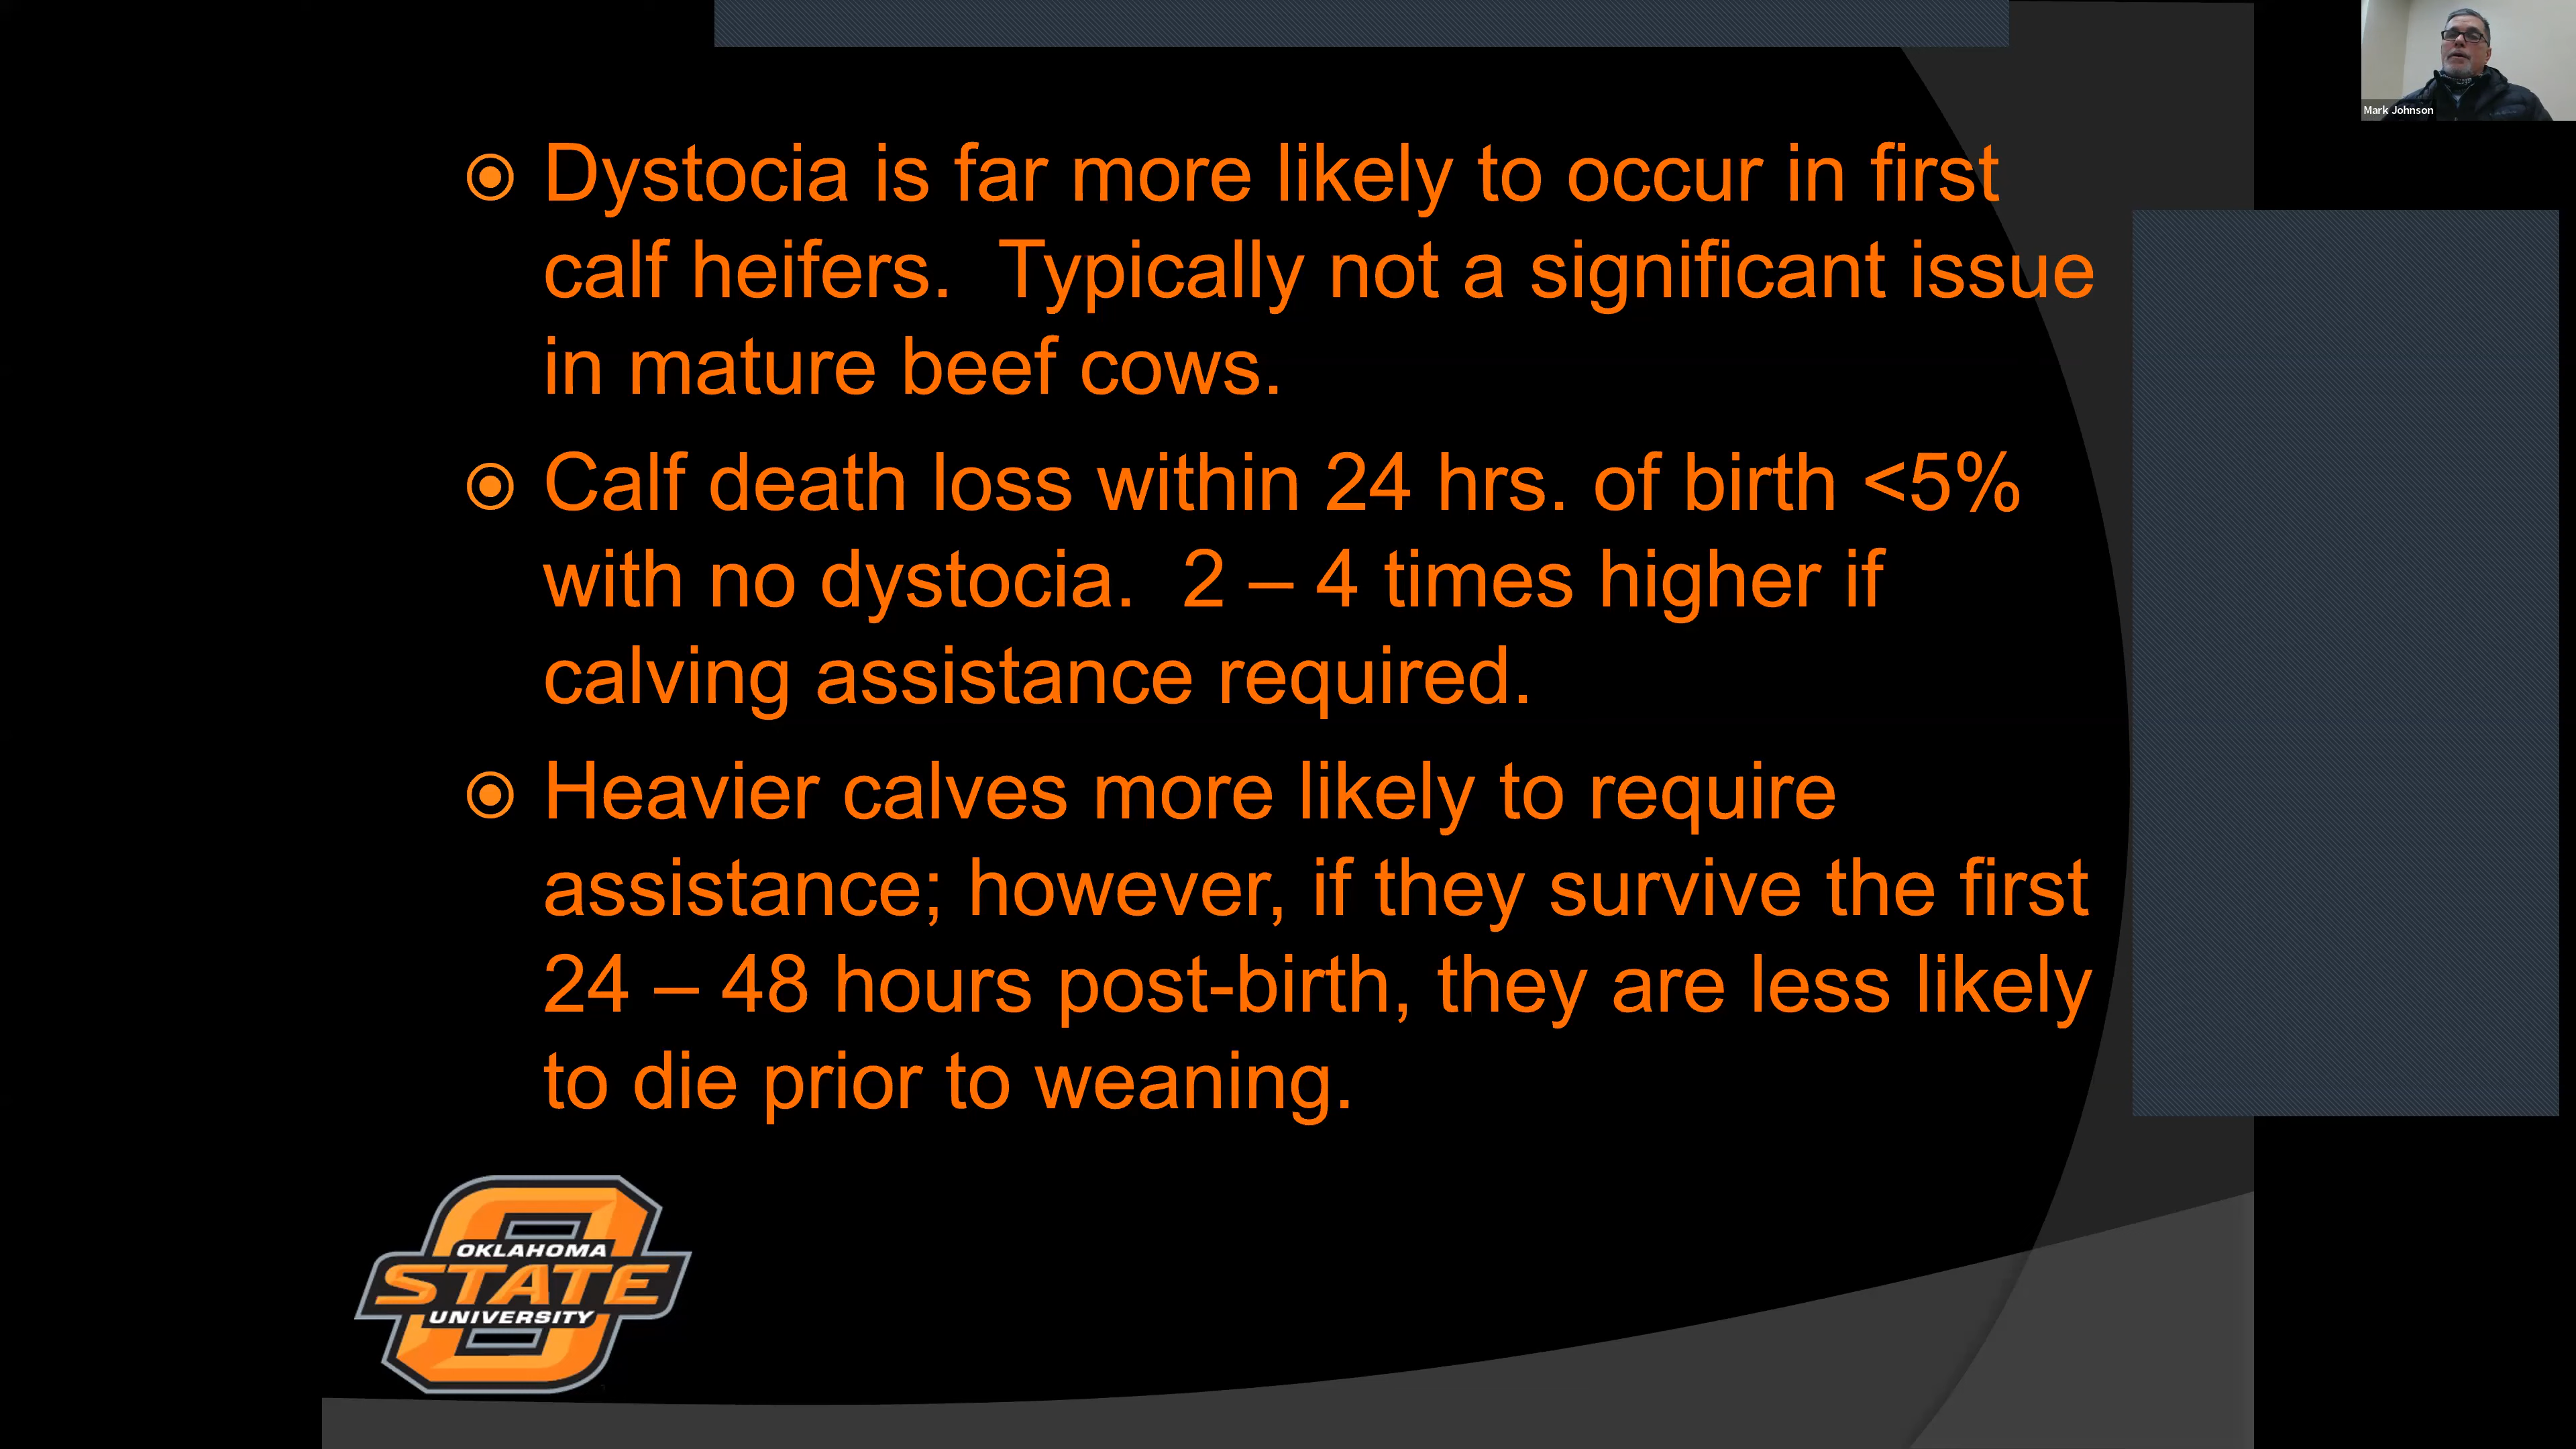 Mark Johnson
Dystocia is far more likely to occur in first
calf heifers.  Typically not a significant issue
in mature beef cows.
Calf death loss within 24 hrs. of birth <5%
with no dystocia.  2 – 4 times higher if
calving assistance required.
Heavier calves more likely to require
assistance; however, if they survive the first
24 – 48 hours post-birth, they are less likely
to die prior to weaning.
OKLAHOMA
STATE
UNIVERSITY